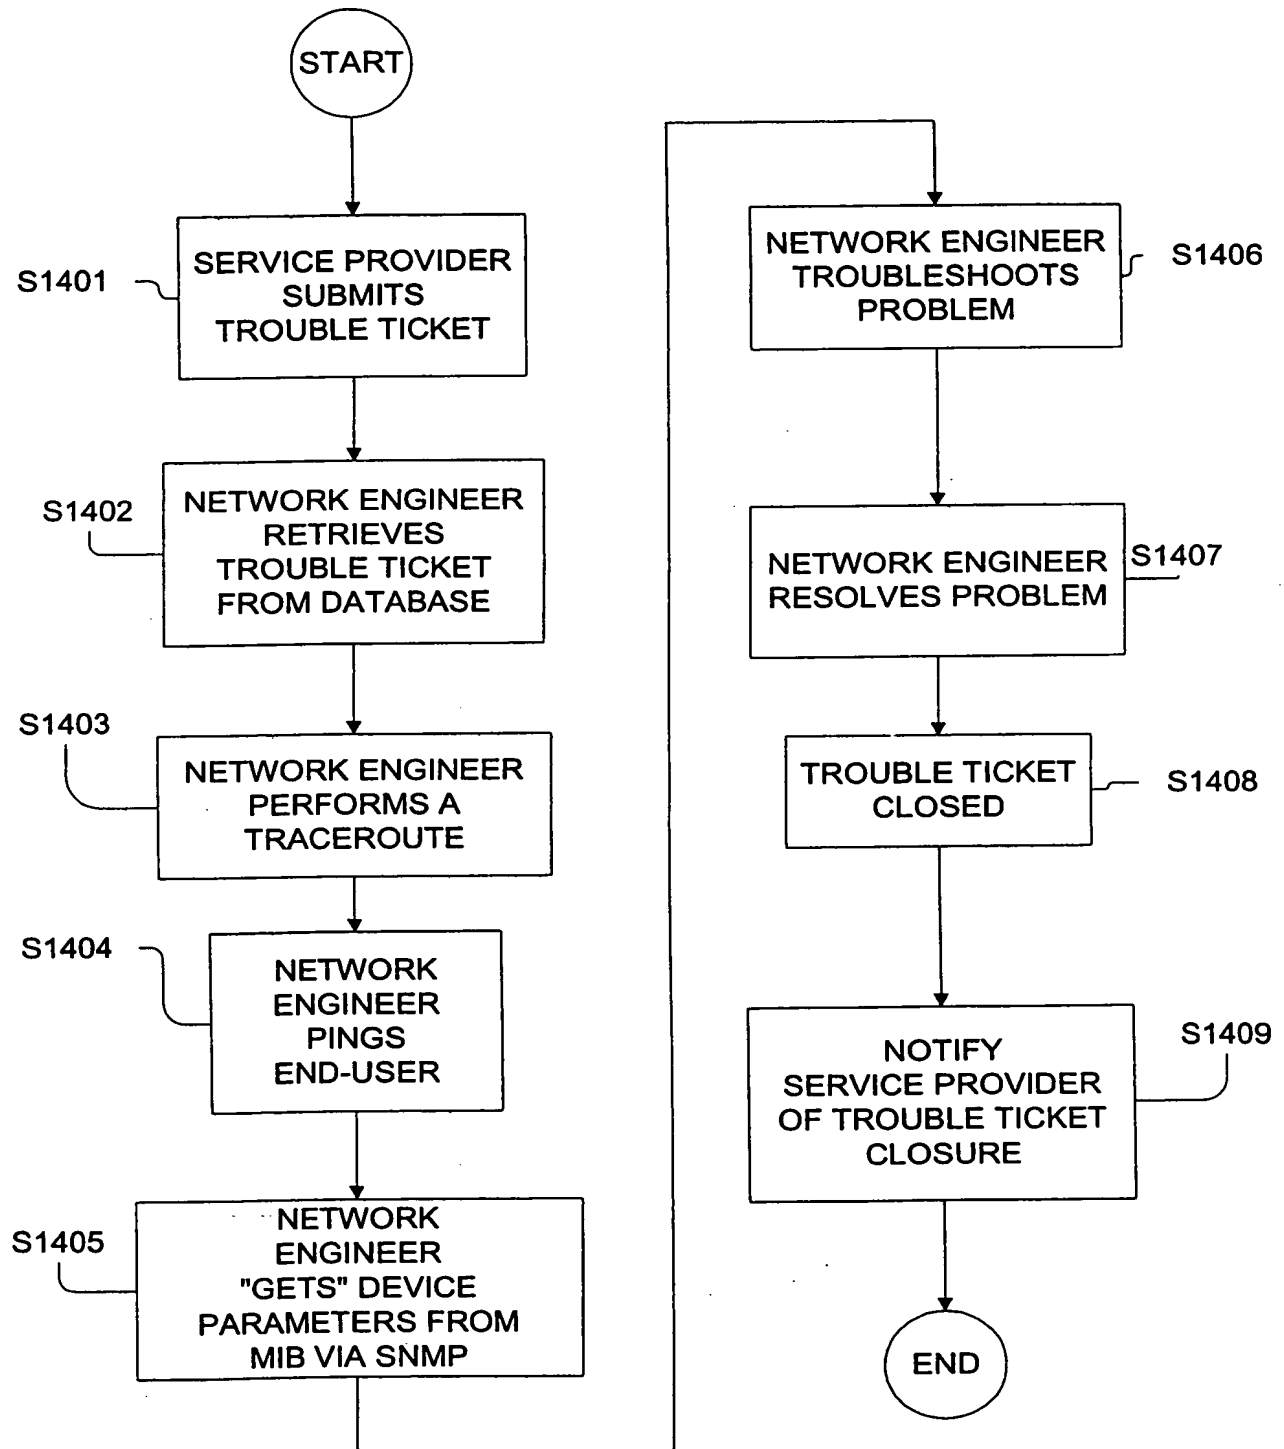 START
S1401
SERVICE PROVIDER
SUBMITS
TROUBLE TICKET
S1402
NETWORK ENGINEER
RETRIEVES
TROUBLE TICKET
FROM DATABASE
S1403
NETWORK ENGINEER
PERFORMS A
TRACEROUTE
S1404
NETWORK
ENGINEER
PINGS
END-USER
S1405
NETWORK
ENGINEER
"GETS" DEVICE
PARAMETERS FROM
MIB VIA SNMP
NETWORK ENGINEER
TROUBLESHOOTS
PROBLEM
S1406
NETWORK ENGINEER
RESOLVES PROBLEM
S1407
TROUBLE TICKET
CLOSED
S1408
NOTIFY
SERVICE PROVIDER
OF TROUBLE TICKET
CLOSURE
S1409
END